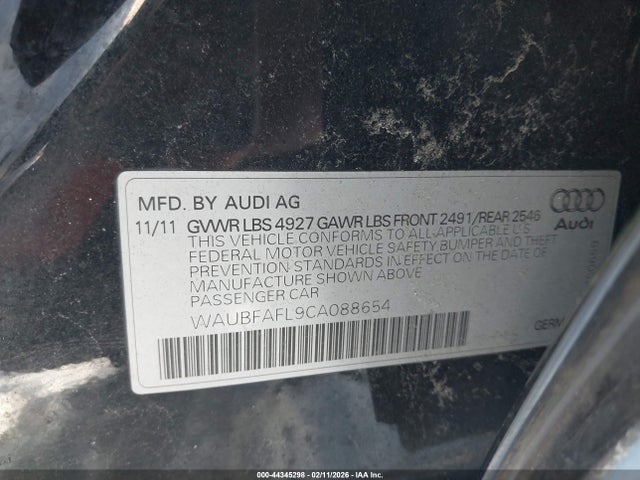 MFD. BY AUDI AG
11/11 GVWR LBS 4927 GAWR LBS FRONT 2491/REAR 2546
THIS VEHICLE CONFORMS TO ALL APPLICABLE U.S.
FEDERAL MOTOR VEHICLE SAFETY BUMPER AND THEFT
PREVENTION STANDARDS IN EFFECT ON THE DATE OF
MANUFACTURE SHOWN ABOVE
PASSENGER CAR
WAUBFAFL9CA088654
Audi
GERM
000-44345298 - 02/11/2026 - IAA Inc.